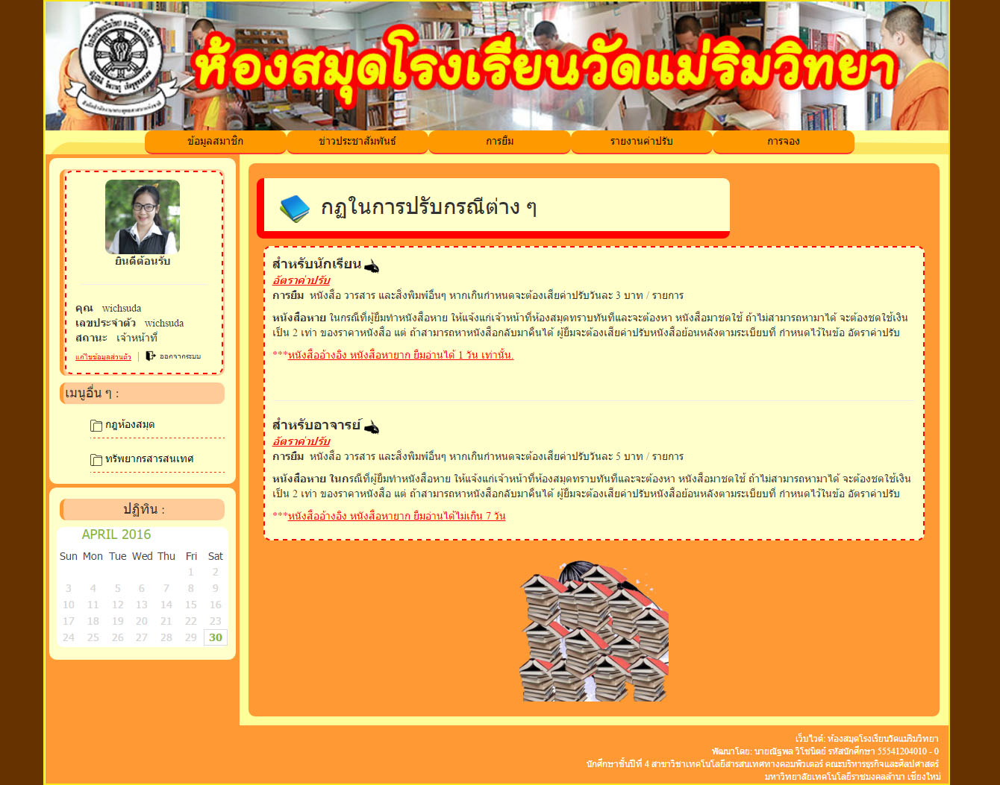 ห้องสมุดโรงเรียนวัดแม่ริมวิทยา
ข้อมูลสมาชิก
ข่าวประชาสัมพันธ์
การยืม
รายงานค่าปรับ
การจอง
ยินดีต้อนรับ
คุณ wichsuda
เลขประจำตัว wichsuda
สถานะ เจ้าหน้าที่
แก้ไขข้อมูลส่วนตัว | ออกจากระบบ
เมนูอื่น ๆ :
กฎห้องสมุด
ทรัพยากรสารสนเทศ
ปฏิทิน :
APRIL 2016
Sun Mon Tue Wed Thu Fri Sat
1 2
3 4 5 6 7 8 9
10 11 12 13 14 15 16
17 18 19 20 21 22 23
24 25 26 27 28 29 30
กฏในการปรับกรณีต่าง ๆ
สำหรับนักเรียน
อัตราค่าปรับ
การยืม หนังสือ วารสาร และสิ่งพิมพ์อื่นๆ หากเกินกำหนดจะต้องเสียค่าปรับวันละ 3 บาท / รายการ
หนังสือหาย ในกรณีที่ผู้ยืมทำหนังสือหาย ให้แจ้งแก่เจ้าหน้าที่ห้องสมุดทราบทันทีและจะต้องหา หนังสือมาชดใช้ ถ้าไม่สามารถหามาได้ จะต้องชดใช้เงิน
เป็น 2 เท่า ของราคาหนังสือ แต่ ถ้าสามารถหาหนังสือกลับมาคืนได้ ผู้ยืมจะต้องเสียค่าปรับหนังสือย้อนหลังตามระเบียบที่ กำหนดไว้ในข้อ อัตราค่าปรับ
***หนังสืออ้างอิง หนังสือหายาก ยืมอ่านได้ 1 วัน เท่านั้น.
สำหรับอาจารย์
อัตราค่าปรับ
การยืม หนังสือ วารสาร และสิ่งพิมพ์อื่นๆ หากเกินกำหนดจะต้องเสียค่าปรับวันละ 5 บาท / รายการ
หนังสือหาย ในกรณีที่ผู้ยืมทำหนังสือหาย ให้แจ้งแก่เจ้าหน้าที่ห้องสมุดทราบทันทีและจะต้องหา หนังสือมาชดใช้ ถ้าไม่สามารถหามาได้ จะต้องชดใช้เงิน
เป็น 2 เท่า ของราคาหนังสือ แต่ ถ้าสามารถหาหนังสือกลับมาคืนได้ ผู้ยืมจะต้องเสียค่าปรับหนังสือย้อนหลังตามระเบียบที่ กำหนดไว้ในข้อ อัตราค่าปรับ
***หนังสืออ้างอิง หนังสือหายาก ยืมอ่านได้ไม่เกิน 7 วัน
เว็บไวต์: ห้องสมุดโรงเรียนวัดแม่ริมวิทยา
พัฒนาโดย: นายณัฐพล วิโชนิตย์ รหัสนักศึกษา 55541204010 - 0
นักศึกษาชั้นปีที่ 4 สาขาวิชาเทคโนโลยีสารสนเทศทางคอมพิวเตอร์ คณะบริหารธุรกิจและศิลปศาสตร์
มหาวิทยาลัยเทคโนโลยีราชมงคลล้านา เชียงใหม่